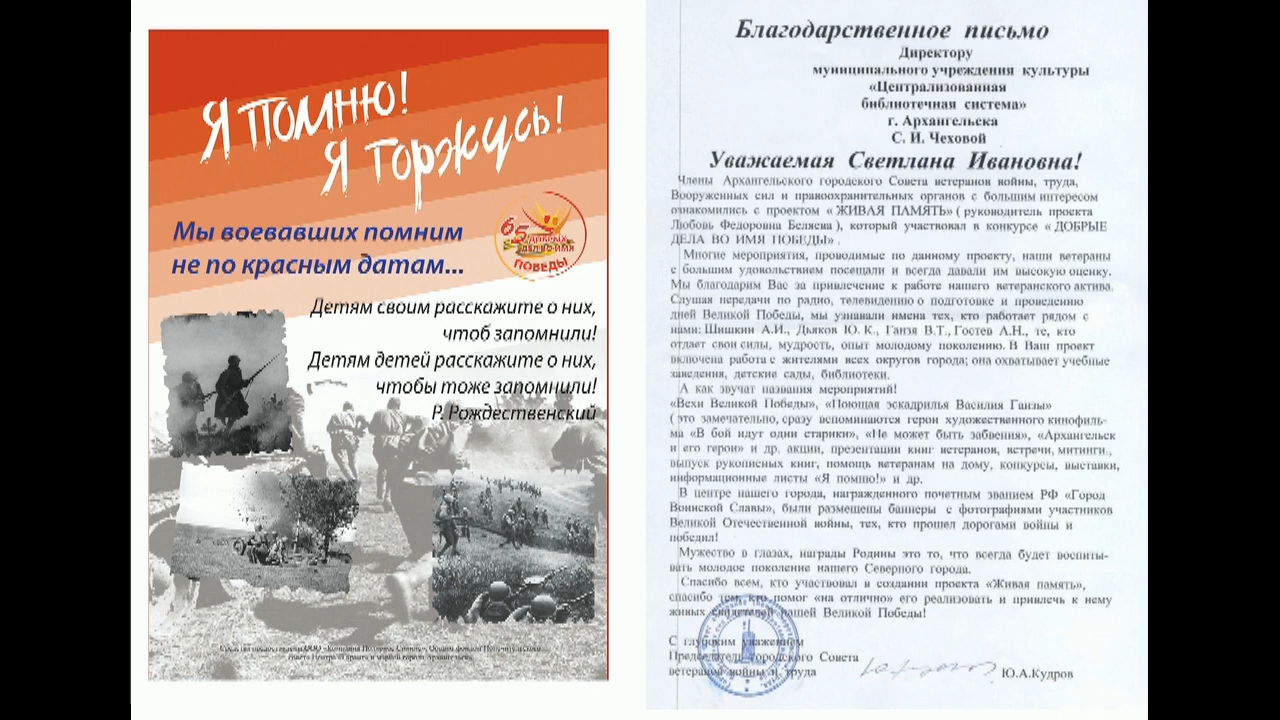 Я помню!
Я горжусь!
Мы воевавших помним
не по красным датам...
65 ДОБРЫХ
ДЕЛ ВО ИМЯ
ПОБЕДЫ
Детям своим расскажите о них,
чтоб запомнили!
Детям детей расскажите о них,
чтобы тоже запомнили!
Р. Рождественский
Благодарственное письмо
Директору
муниципального учреждения культуры
«Централизованная
библиотечная система»
г. Архангельска
С. И. Чеховой
Уважаемая Светлана Ивановна!
Члены Архангельского городского Совета ветеранов войны, труда,
Вооруженных сил и правоохранительных органов с большим интересом
ознакомились с проектом « ЖИВАЯ ПАМЯТЬ» ( руководитель проекта
Любовь Федоровна Беляева ), который участвовал в конкурсе « ДОБРЫЕ
ДЕЛА ВО ИМЯ ПОБЕДЫ» .
Многие мероприятия, проводимые по данному проекту, наши ветераны
с большим удовольствием посещали и всегда давали им высокую оценку.
Мы благодарим Вас за привлечение к работе нашего ветеранского актива.
Слушая передачи по радио, телевидению о подготовке и проведению
дней Великой Победы, мы узнавали имена тех, кто работает рядом с
нами: Шишкин А.И., Дьяков Ю. К., Ганзя В.Т., Гостев А.Н., те, кто
отдает свои силы, мудрость, опыт молодому поколению. В Ваш проект
включена работа с жителями всех округов города; она охватывает учебные
заведения, детские сады, библиотеки.
А как звучат названия мероприятий!
«Вехи Великой Победы», «Поющая эскадрилья Василия Ганзы»
( это замечательно, сразу вспоминаются герои художественного кинофиль-
ма «В бой идут одни старики», «Не может быть забвения», «Архангельск
и его герои» и др. акции, презентации книг ветеранов, встречи, митинги.,
выпуск рукописных книг, помощь ветеранам на дому, конкурсы, выставки,
информационные листы «Я помню!» и др.
В центре нашего города, награжденного почетным званием РФ «Город
Воинской Славы», были размещены баннеры с фотографиями участников
Великой Отечественной войны, тех, кто прошел дорогами войны и
победил!
Мужество в глазах, награды Родины это то, что всегда будет воспиты-
вать молодое поколение нашего Северного города.
Спасибо всем, кто участвовал в создании проекта «Живая память»,
спасибо тем, кто помог «на отлично» его реализовать и привлечь к нему
живых свидетелей нашей Великой Победы!
С глубоким уважением
Председатель городского Совета
ветеранов войны и труда
Ю.А.Кудров